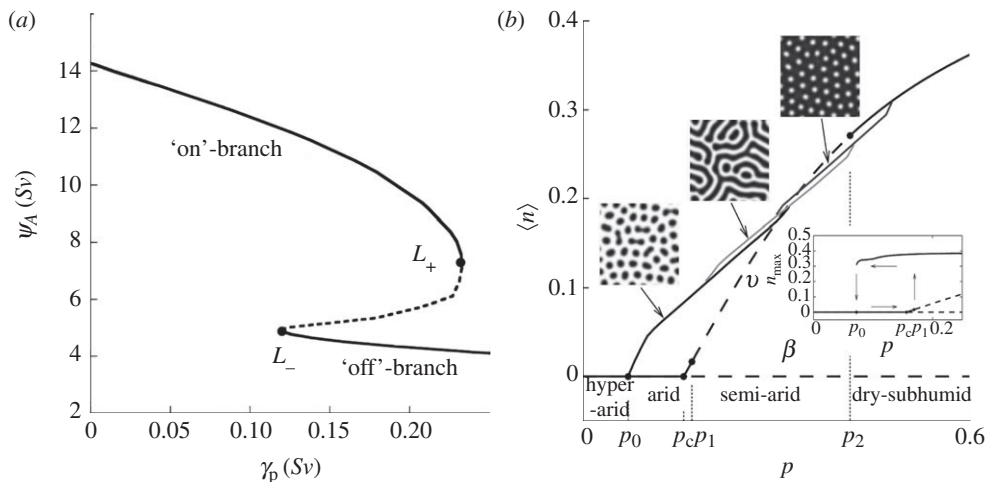 (a)
14
12
10
8
6
4
2
ψA (Sv)
'on'-branch
L+
L−
'off'-branch
0
0.05
0.10
0.15
0.20
γp (Sv)
(b)
0.4
0.3
0.2
0.1
0
⟨n⟩
υ
β
hyper
-arid
arid
semi-arid
dry-subhumid
0
p0
pc p1
p2
0.6
p
0.5
0.4
0.3
0.2
0.1
0
nmax
0
p0
pc p1
0.2
p